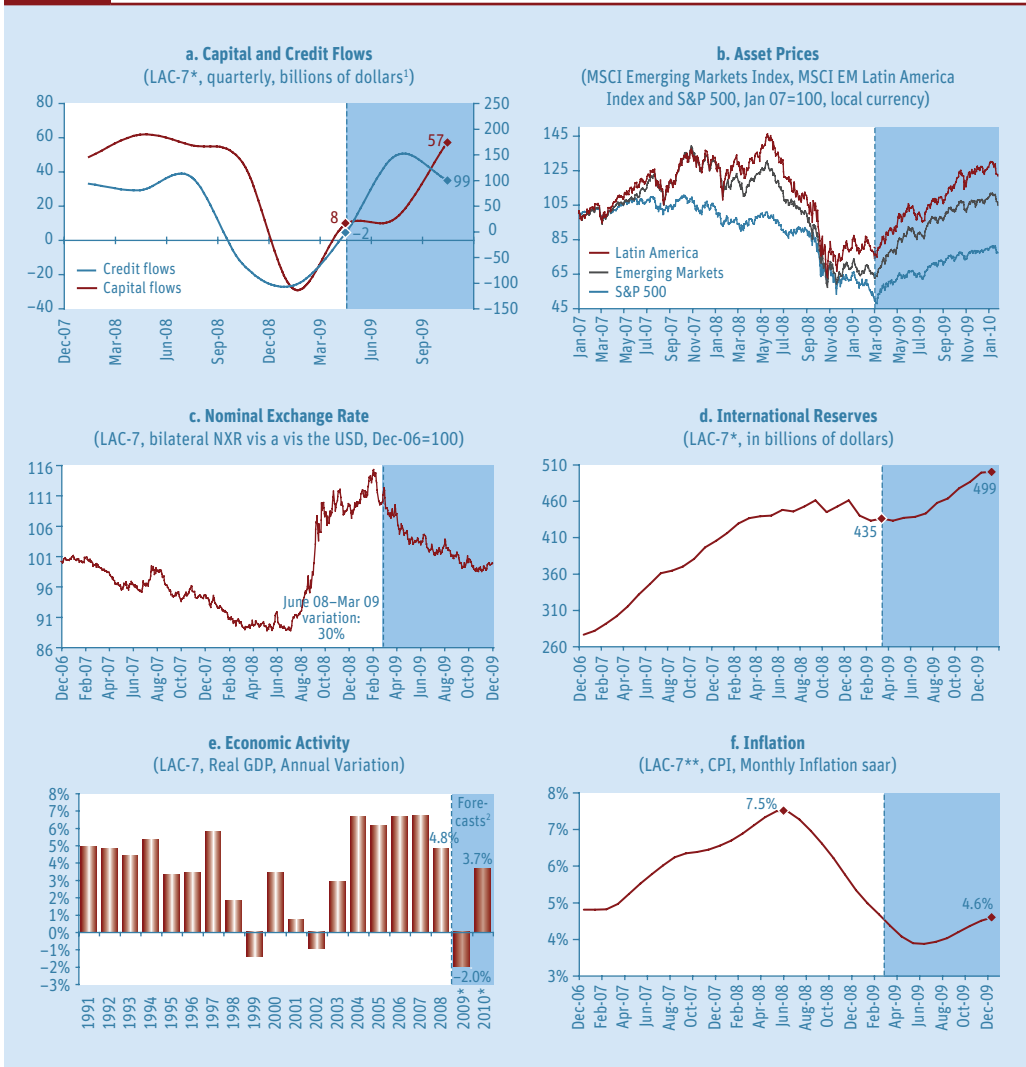 a. Capital and Credit Flows
(LAC-7*, quarterly, billions of dollars¹)
80
60
40
20
0
−20
−40
250
200
150
100
50
0
−50
−100
−150
57
99
8
−2
Credit flows
Capital flows
Dec-07
Mar-08
Jun-08
Sep-08
Dec-08
Mar-09
Jun-09
Sep-09
b. Asset Prices
(MSCI Emerging Markets Index, MSCI EM Latin America
Index and S&P 500, Jan 07=100, local currency)
145
125
105
85
65
45
Latin America
Emerging Markets
S&P 500
Jan-07
Mar-07
May-07
Jul-07
Sep-07
Nov-07
Jan-08
Mar-08
May-08
Jul-08
Sep-08
Nov-08
Jan-09
Mar-09
May-09
Jul-09
Sep-09
Nov-09
Jan-10
c. Nominal Exchange Rate
(LAC-7, bilateral NXR vis a vis the USD, Dec-06=100)
116
111
106
101
96
91
86
June 08–Mar 09
variation:
30%
Dec-06
Feb-07
Apr-07
Jun-07
Aug-07
Oct-07
Dec-07
Feb-08
Apr-08
Jun-08
Aug-08
Oct-08
Dec-08
Feb-09
Apr-09
Jun-09
Aug-09
Oct-09
Dec-09
d. International Reserves
(LAC-7*, in billions of dollars)
510
460
410
360
310
260
435
499
Dec-06
Feb-07
Apr-07
Jun-07
Aug-07
Oct-07
Dec-07
Feb-08
Apr-08
Jun-08
Aug-08
Oct-08
Dec-08
Feb-09
Apr-09
Jun-09
Aug-09
Oct-09
Dec-09
e. Economic Activity
(LAC-7, Real GDP, Annual Variation)
8%
7%
6%
5%
4%
3%
2%
1%
0%
−1%
−2%
−3%
Fore-
casts²
4.8%
3.7%
−2.0%
1991
1992
1993
1994
1995
1996
1997
1998
1999
2000
2001
2002
2003
2004
2005
2006
2007
2008
2009*
2010*
f. Inflation
(LAC-7**, CPI, Monthly Inflation saar)
8%
7%
6%
5%
4%
3%
7.5%
4.6%
Dec-06
Feb-07
Apr-07
Jun-07
Aug-07
Oct-07
Dec-07
Feb-08
Apr-08
Jun-08
Aug-08
Oct-08
Dec-08
Feb-09
Apr-09
Jun-09
Aug-09
Oct-09
Dec-09